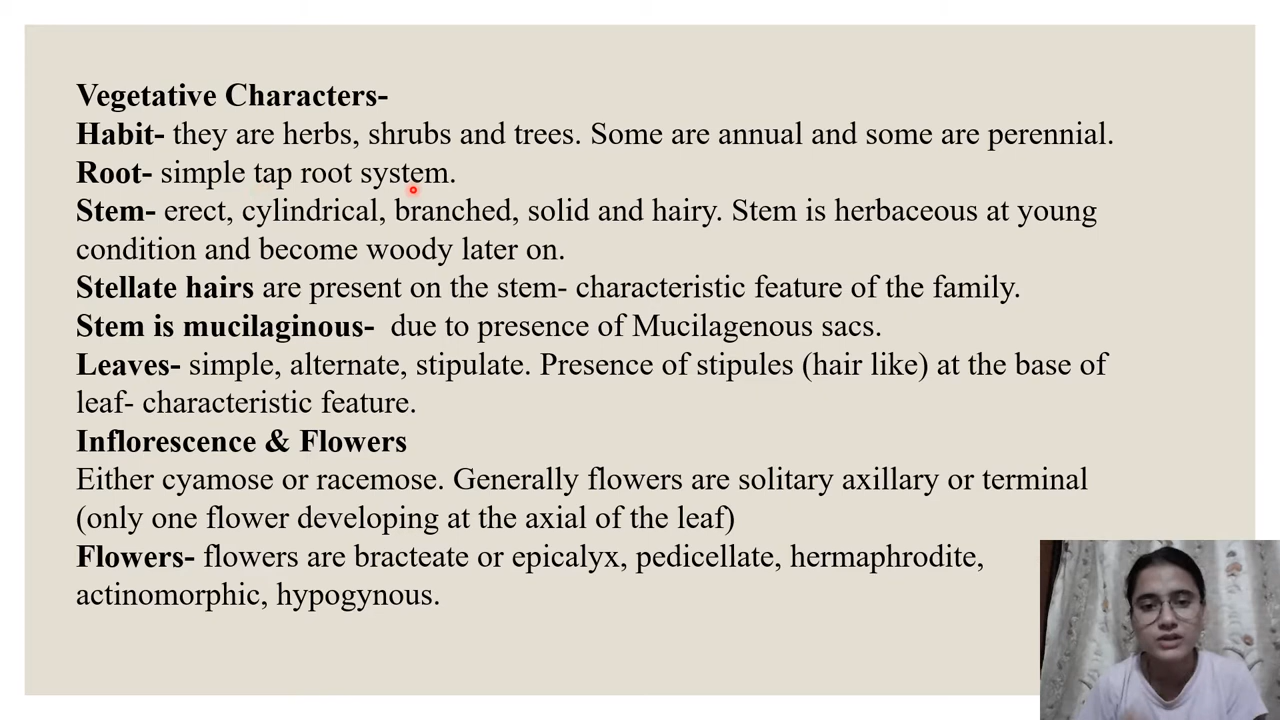 Vegetative Characters-
Habit- they are herbs, shrubs and trees. Some are annual and some are perennial.
Root- simple tap root system.
Stem- erect, cylindrical, branched, solid and hairy. Stem is herbaceous at young
condition and become woody later on.
Stellate hairs are present on the stem- characteristic feature of the family.
Stem is mucilaginous-  due to presence of Mucilagenous sacs.
Leaves- simple, alternate, stipulate. Presence of stipules (hair like) at the base of
leaf- characteristic feature.
Inflorescence & Flowers
Either cyamose or racemose. Generally flowers are solitary axillary or terminal
(only one flower developing at the axial of the leaf)
Flowers- flowers are bracteate or epicalyx, pedicellate, hermaphrodite,
actinomorphic, hypogynous.